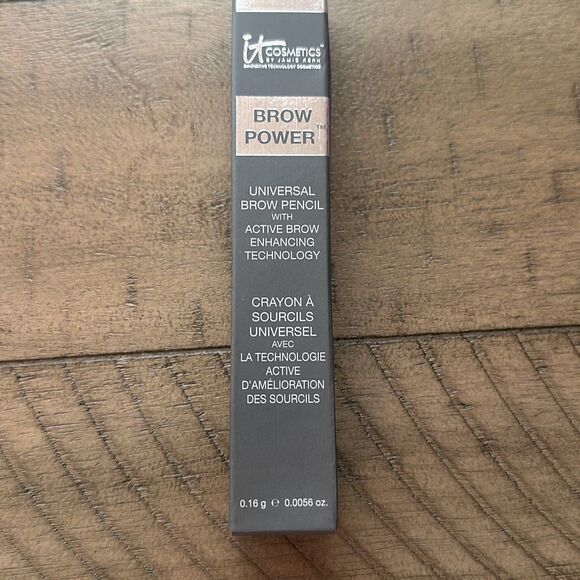 it
COSMETICS™
BY JAMIE KERN
INNOVATIVE TECHNOLOGY COSMETICS
BROW
POWER™
UNIVERSAL
BROW PENCIL
WITH
ACTIVE BROW
ENHANCING
TECHNOLOGY
CRAYON À
SOURCILS
UNIVERSEL
AVEC
LA TECHNOLOGIE
ACTIVE
D'AMÉLIORATION
DES SOURCILS
0.16 g ℮ 0.0056 oz.